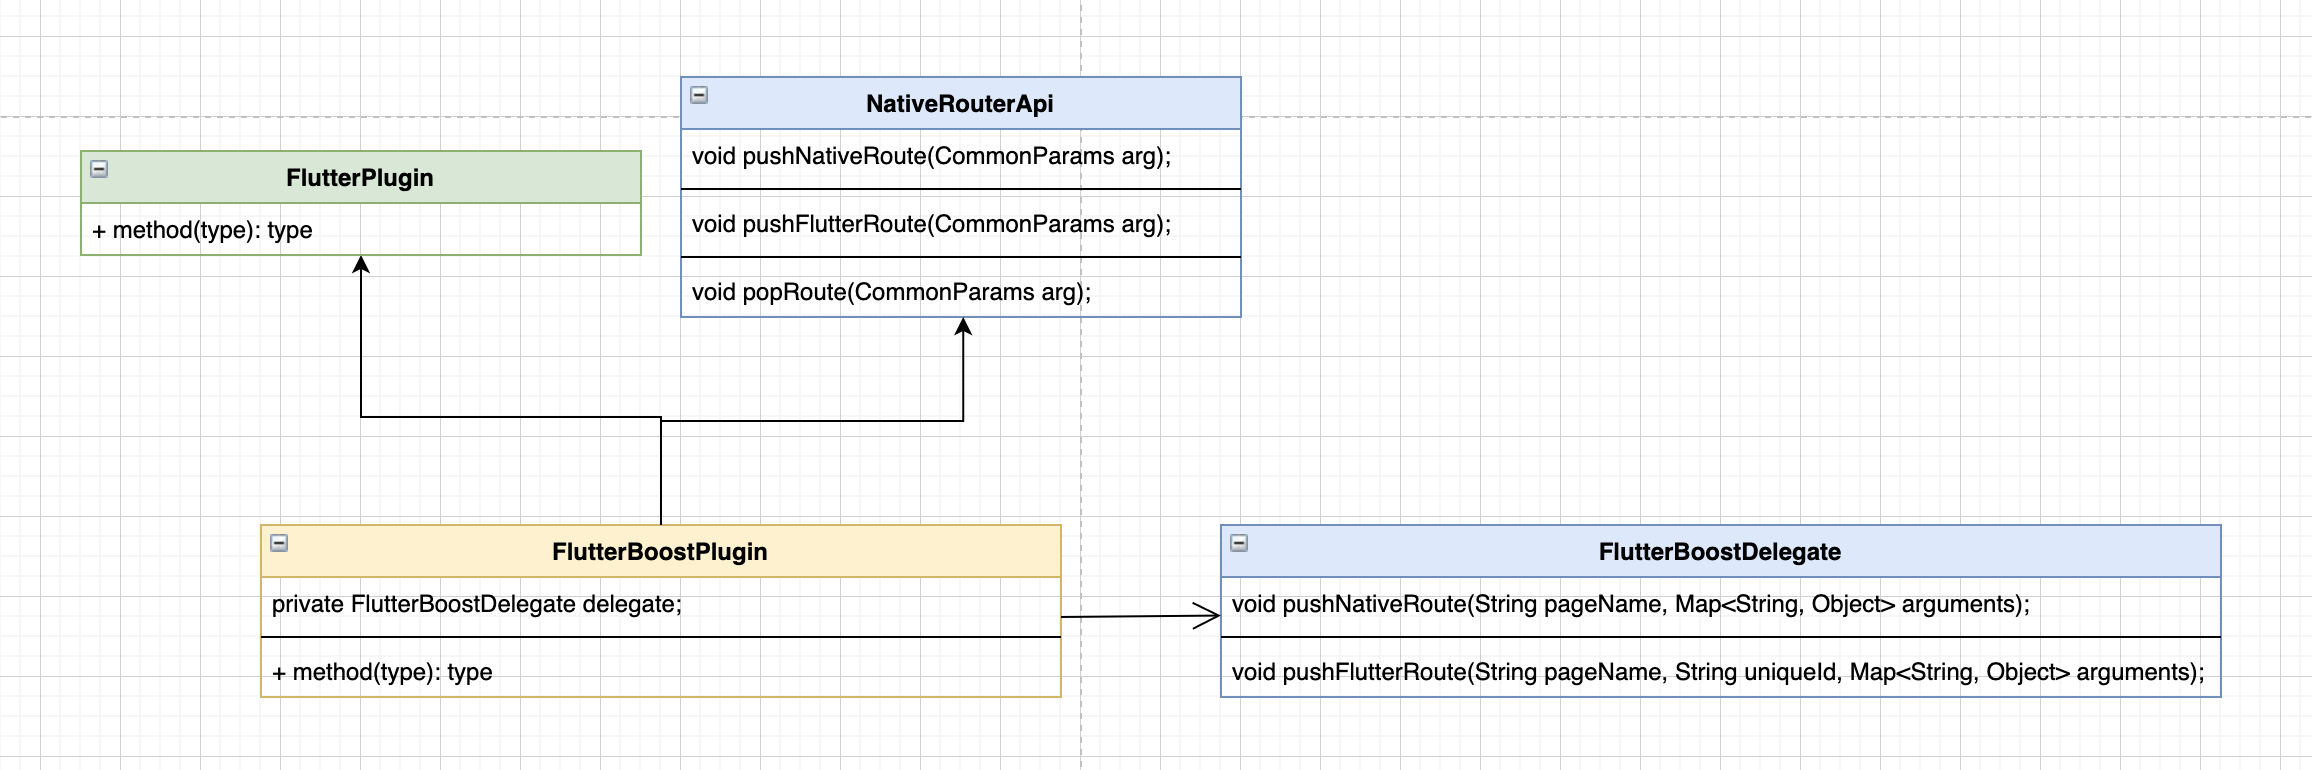 NativeRouterApi
void pushNativeRoute(CommonParams arg);
void pushFlutterRoute(CommonParams arg);
void popRoute(CommonParams arg);
FlutterPlugin
+ method(type): type
FlutterBoostPlugin
private FlutterBoostDelegate delegate;
+ method(type): type
FlutterBoostDelegate
void pushNativeRoute(String pageName, Map<String, Object> arguments);
void pushFlutterRoute(String pageName, String uniqueId, Map<String, Object> arguments);